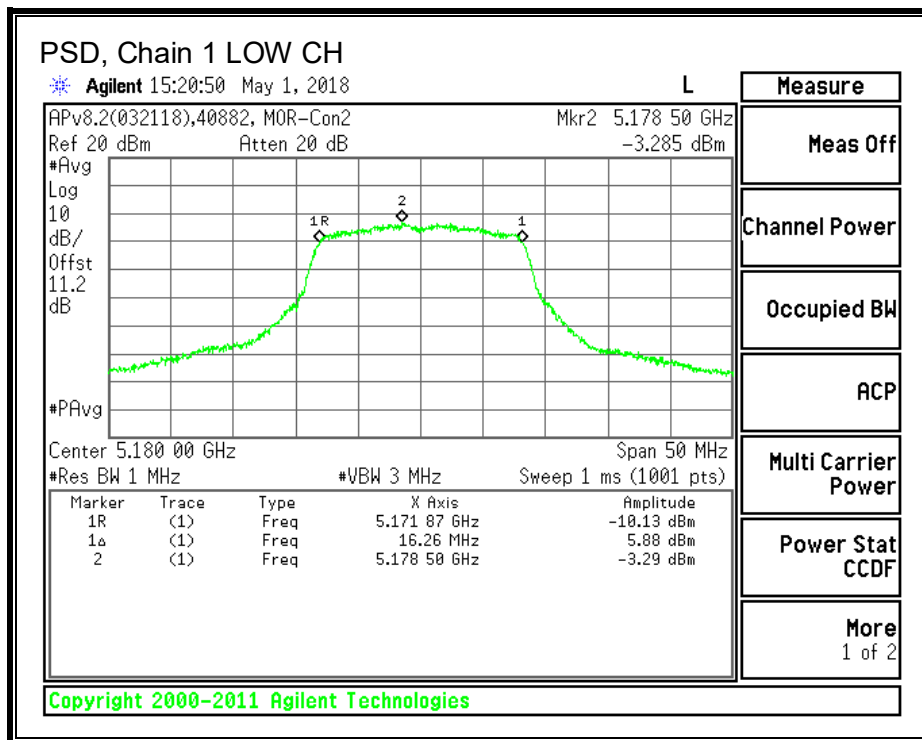 PSD, Chain 1 LOW CH
Agilent 15:20:50 May 1, 2018 L
Measure
APv8.2(032118),40882, MOR-Con2 Mkr2 5.178 50 GHz
Ref 20 dBm Atten 20 dB -3.285 dBm
Meas Off
#Avg
Log
10
dB/
Offst
11.2
dB
2
1R 1
#PAvg
Channel Power
Occupied BW
ACP
Center 5.180 00 GHz Span 50 MHz
#Res BW 1 MHz #VBW 3 MHz Sweep 1 ms (1001 pts)
Multi Carrier
Power
Marker Trace Type X Axis Amplitude
1R (1) Freq 5.171 87 GHz -10.13 dBm
1Δ (1) Freq 16.26 MHz 5.88 dBm
2 (1) Freq 5.178 50 GHz -3.29 dBm
Power Stat
CCDF
More
1 of 2
Copyright 2000-2011 Agilent Technologies